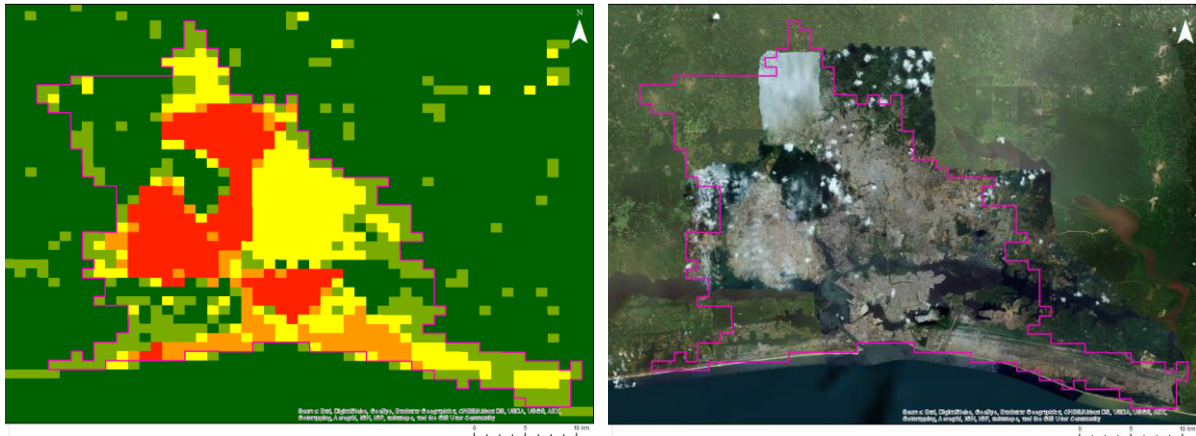 N
N
Source: Esri, DigitalGlobe, GeoEye, Earthstar Geographics, CNES/Airbus DS, USDA, USGS, AEX,
Getmapping, Aerogrid, IGN, IGP, swisstopo, and the GIS User Community
Source: Esri, DigitalGlobe, GeoEye, Earthstar Geographics, CNES/Airbus DS, USDA, USGS, AEX,
Getmapping, Aerogrid, IGN, IGP, swisstopo, and the GIS User Community
0 5 10 km
0 5 10 km